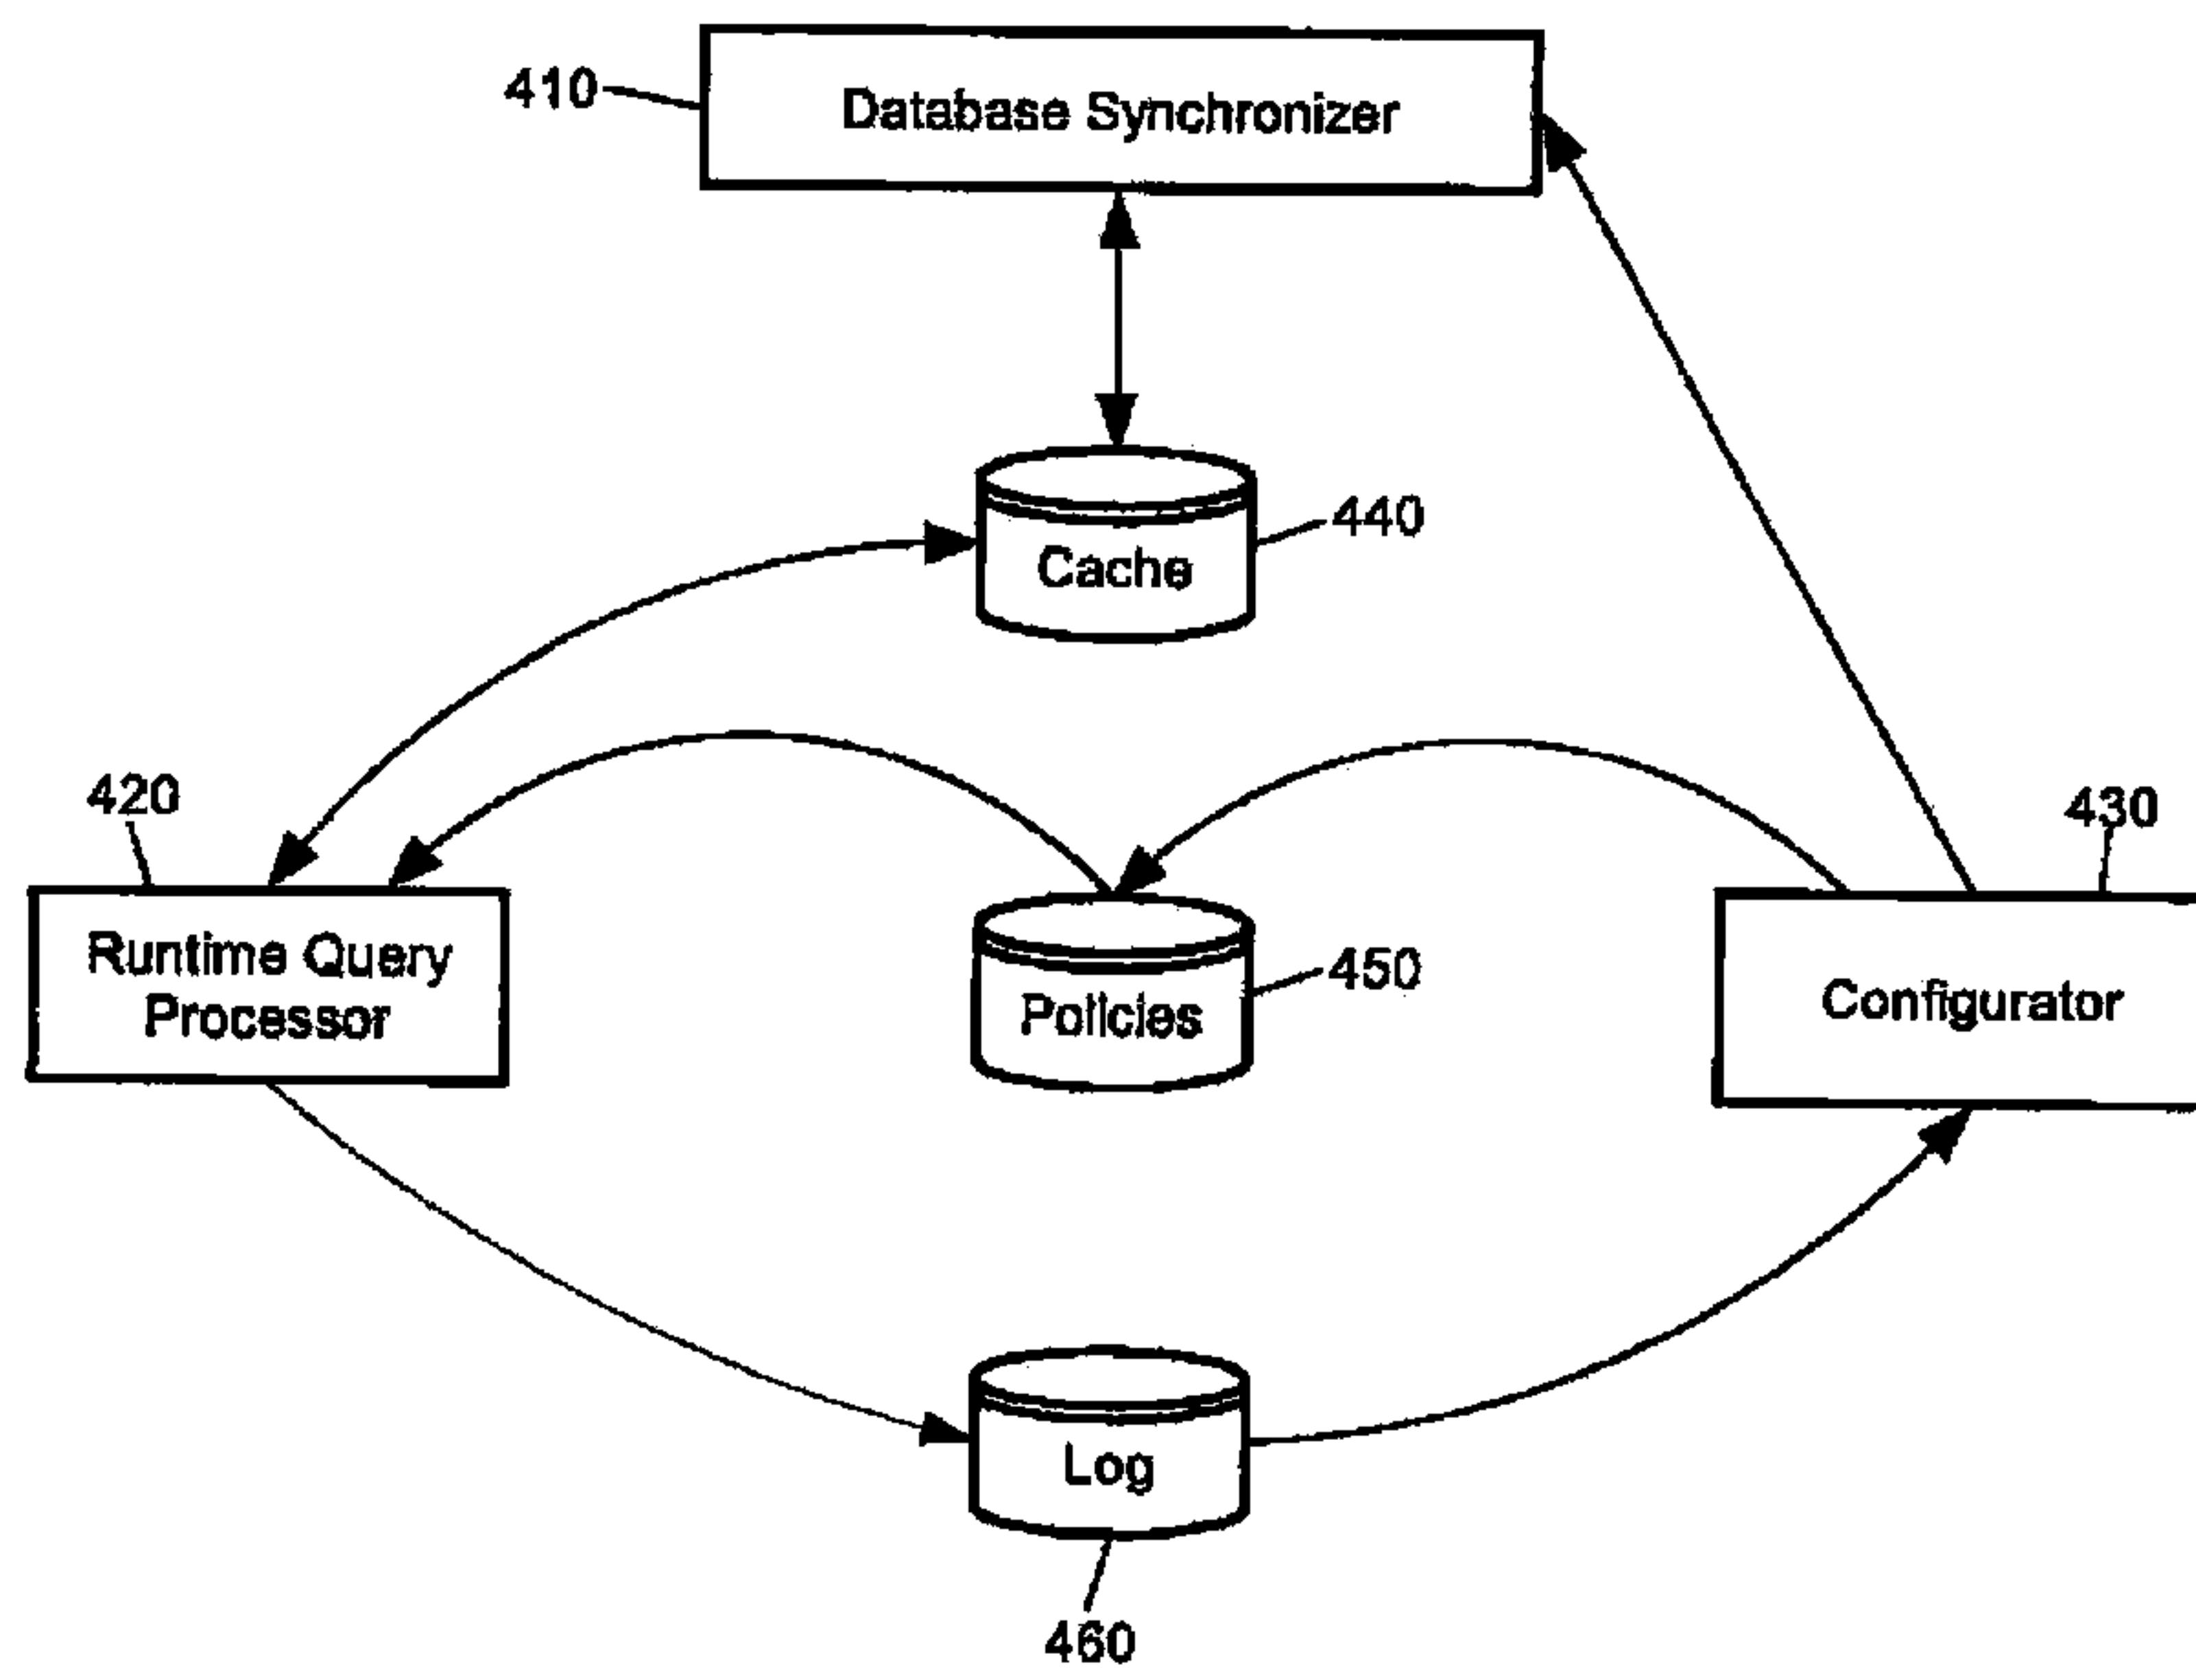 410
Database Synchronizer
440
Cache
420
430
Runtime Query
Processor
450
Policies
Configurator
Log
460